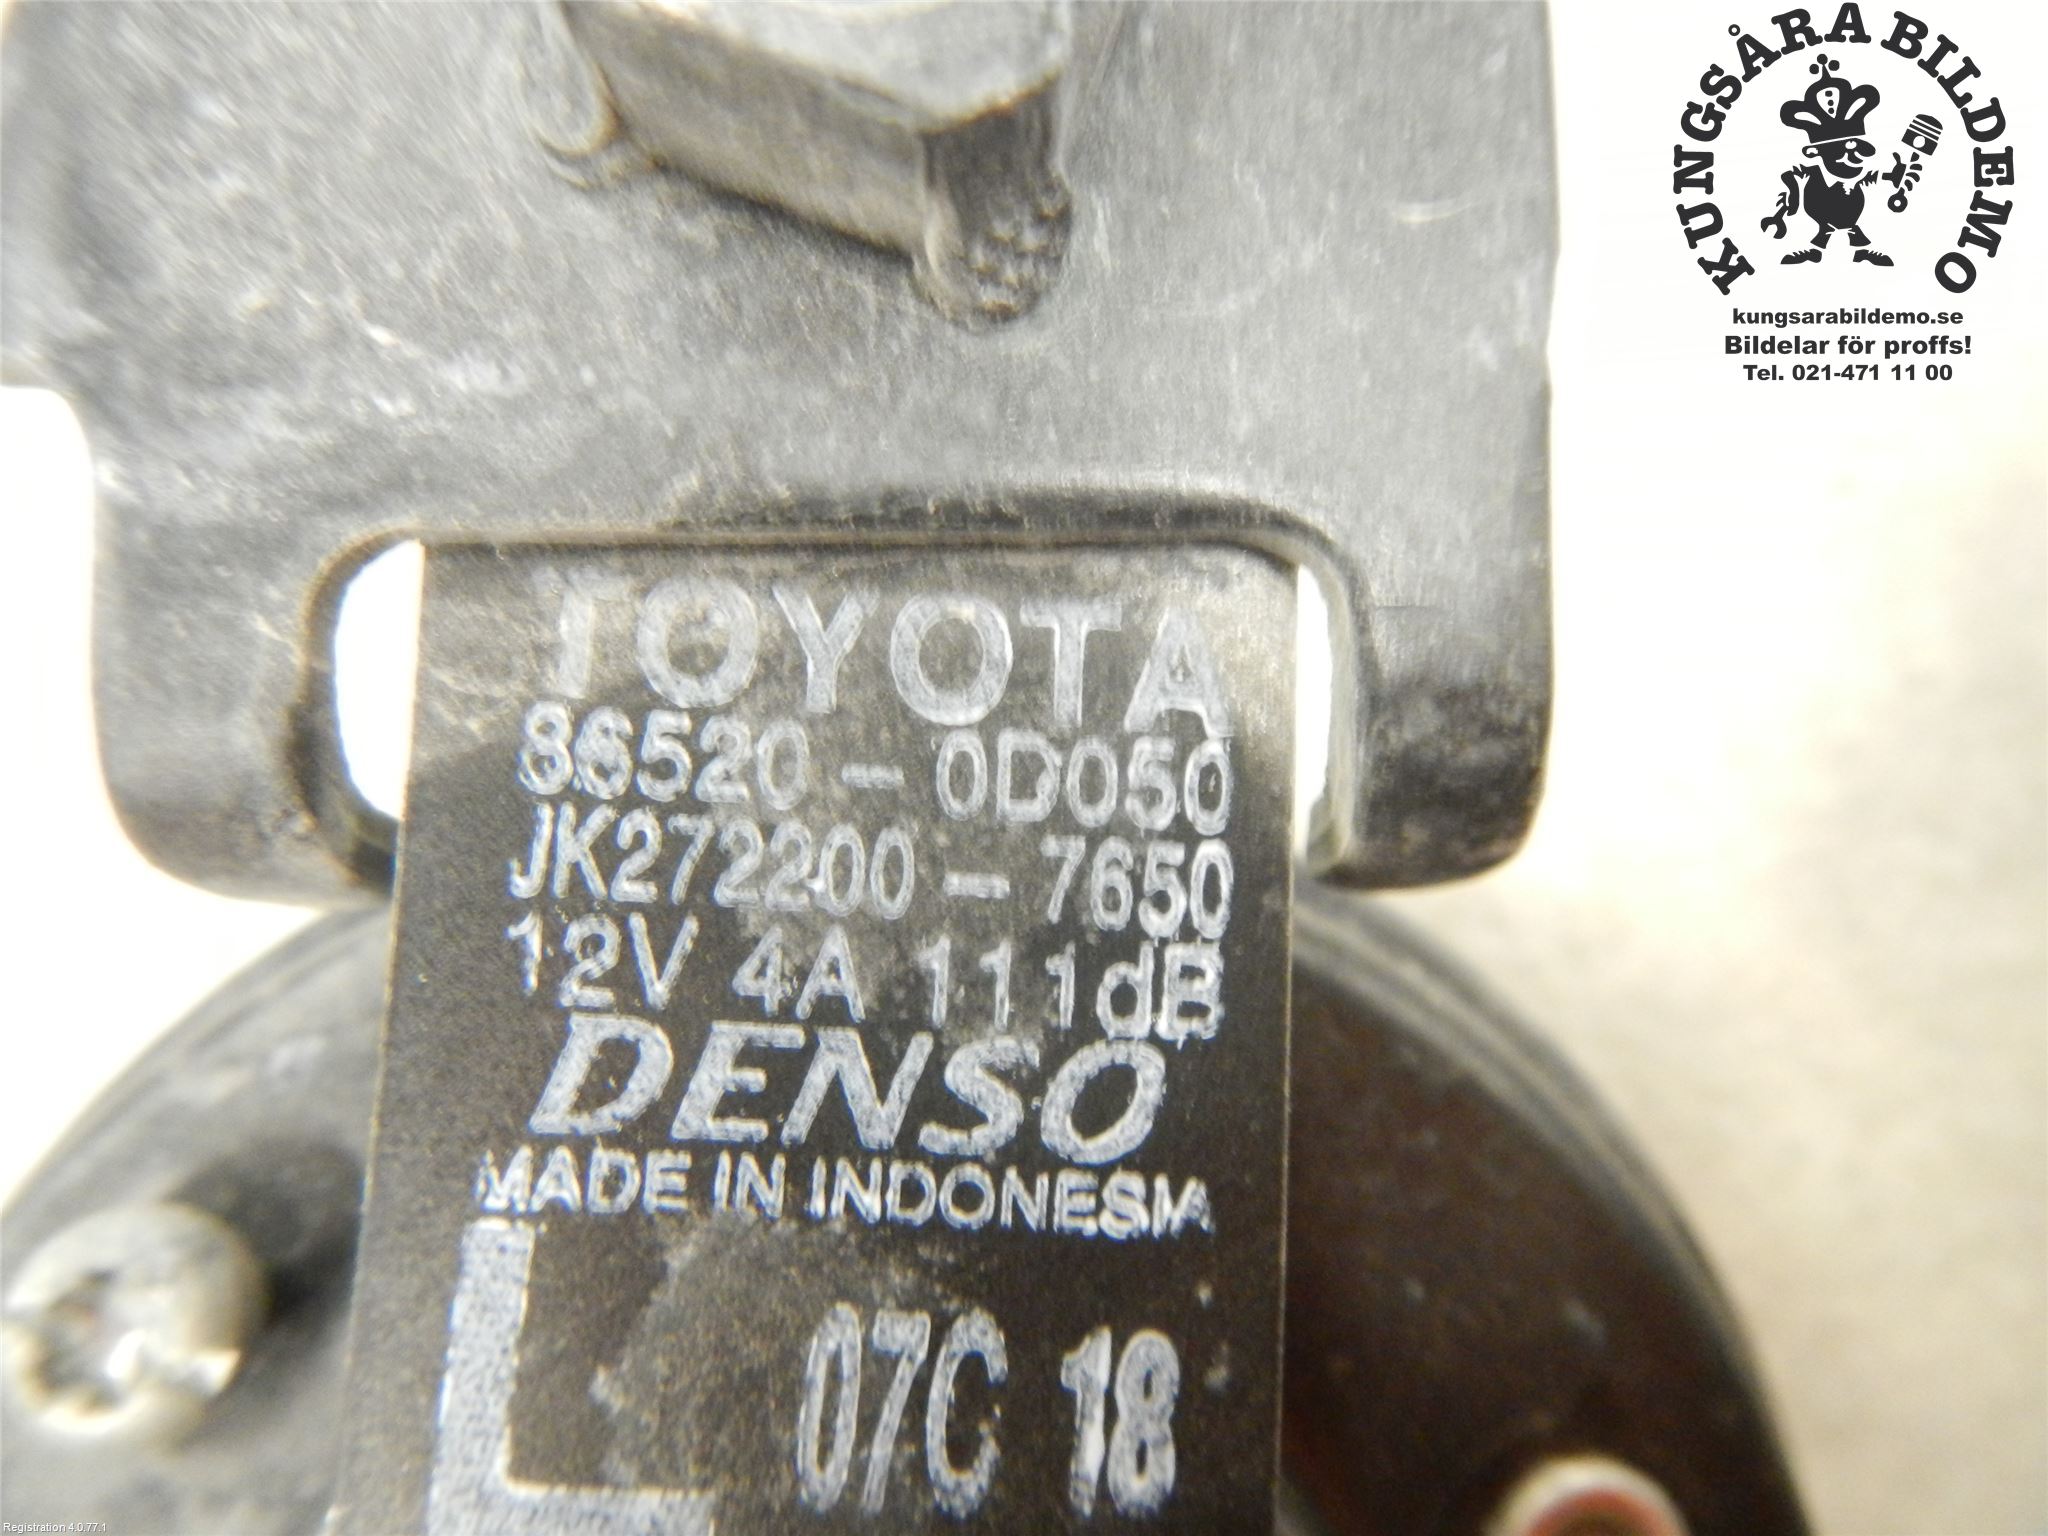 KUNGSÅRA BILDEMO
kungsarabildemo.se
Bildelar för proffs!
Tel. 021-471 11 00
TOYOTA
86520-0D050
JK272200-7650
12V 4A 111dB
DENSO
MADE IN INDONESIA
L 07C 18
Registration 4.0.77.1